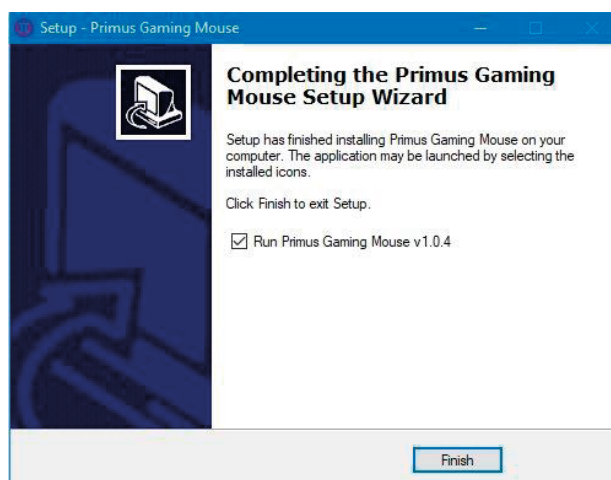 Setup - Primus Gaming Mouse
Completing the Primus Gaming
Mouse Setup Wizard
Setup has finished installing Primus Gaming Mouse on your
computer. The application may be launched by selecting the
installed icons.
Click Finish to exit Setup.
Run Primus Gaming Mouse v1.0.4
Finish